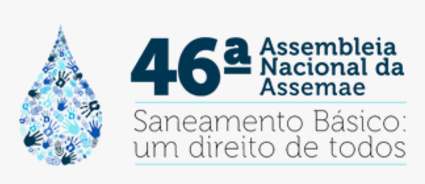 46ª Assembleia
Nacional da
Assemae
Saneamento Básico:
um direito de todos